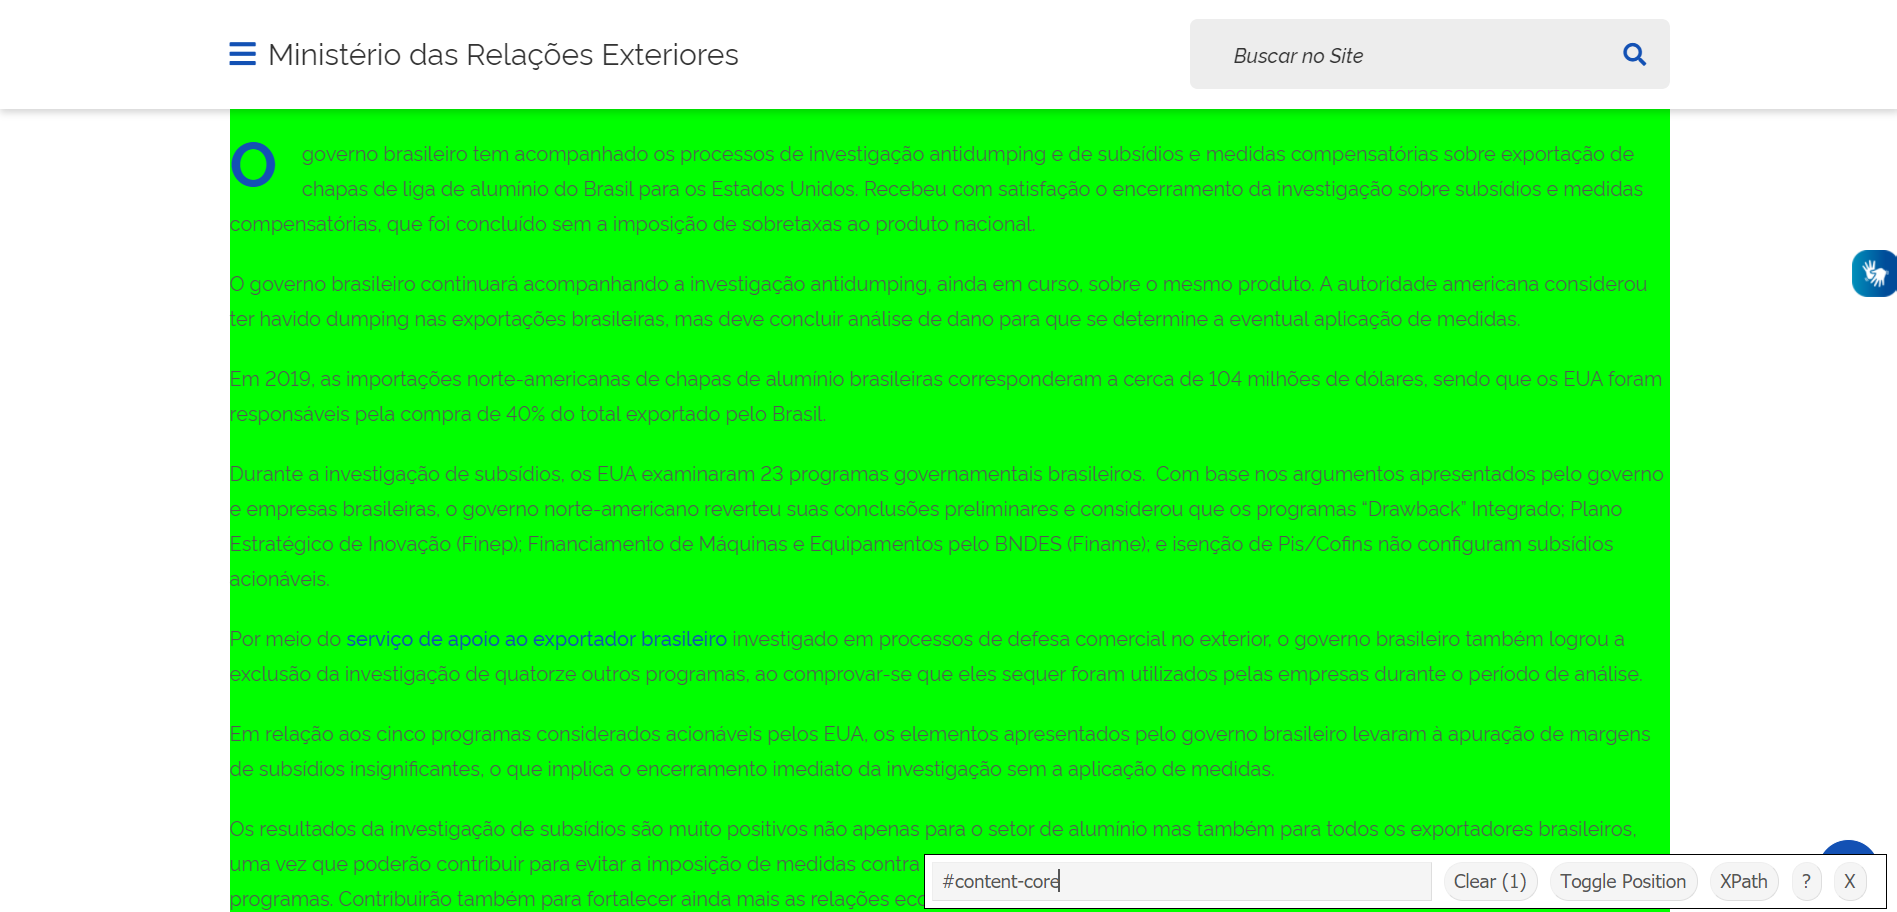 Ministério das Relações Exteriores
Buscar no Site
O governo brasileiro tem acompanhado os processos de investigação antidumping e de subsídios e medidas compensatórias sobre exportação de
chapas de liga de alumínio do Brasil para os Estados Unidos. Recebeu com satisfação o encerramento da investigação sobre subsídios e medidas
compensatórias, que foi concluído sem a imposição de sobretaxas ao produto nacional.
O governo brasileiro continuará acompanhando a investigação antidumping, ainda em curso, sobre o mesmo produto. A autoridade americana considerou
ter havido dumping nas exportações brasileiras, mas deve concluir análise de dano para que se determine a eventual aplicação de medidas.
Em 2019, as importações norte-americanas de chapas de alumínio brasileiras corresponderam a cerca de 104 milhões de dólares, sendo que os EUA foram
responsáveis pela compra de 40% do total exportado pelo Brasil.
Durante a investigação de subsídios, os EUA examinaram 23 programas governamentais brasileiros.  Com base nos argumentos apresentados pelo governo
e empresas brasileiras, o governo norte-americano reverteu suas conclusões preliminares e considerou que os programas “Drawback” Integrado; Plano
Estratégico de Inovação (Finep); Financiamento de Máquinas e Equipamentos pelo BNDES (Finame); e isenção de Pis/Cofins não configuram subsídios
acionáveis.
Por meio do serviço de apoio ao exportador brasileiro investigado em processos de defesa comercial no exterior, o governo brasileiro também logrou a
exclusão da investigação de quatorze outros programas, ao comprovar-se que eles sequer foram utilizados pelas empresas durante o período de análise.
Em relação aos cinco programas considerados acionáveis pelos EUA, os elementos apresentados pelo governo brasileiro levaram à apuração de margens
de subsídios insignificantes, o que implica o encerramento imediato da investigação sem a aplicação de medidas.
Os resultados da investigação de subsídios são muito positivos não apenas para o setor de alumínio mas também para todos os exportadores brasileiros,
uma vez que poderão contribuir para evitar a imposição de medidas contra
programas. Contribuirão também para fortalecer ainda mais as relações
#content-core
Clear (1)
Toggle Position
XPath
?
X